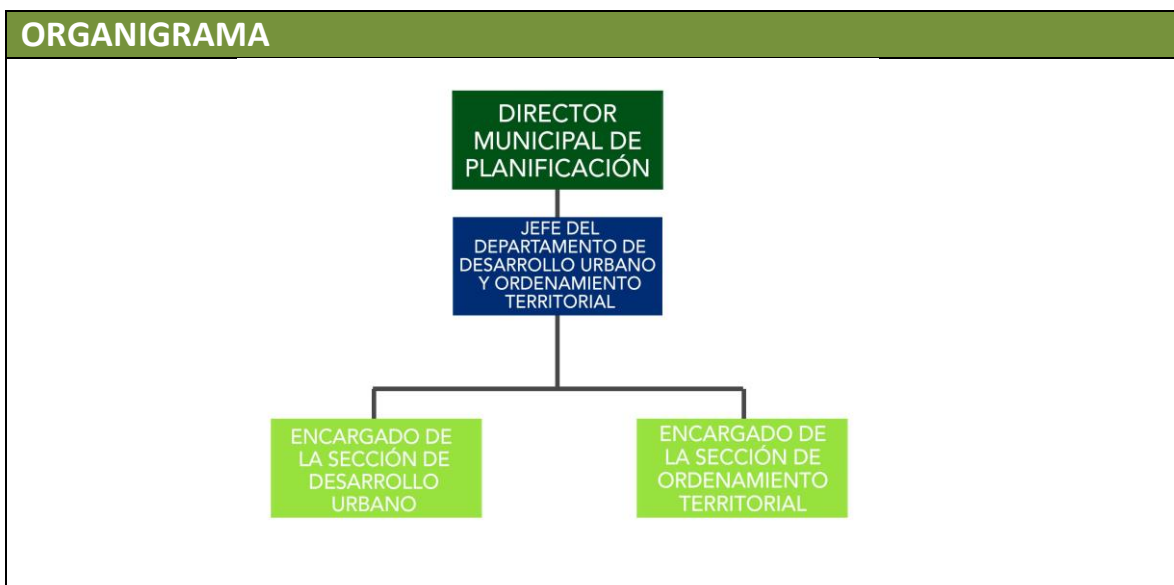 ORGANIGRAMA
DIRECTOR
MUNICIPAL DE
PLANIFICACIÓN
JEFE DEL
DEPARTAMENTO DE
DESARROLLO URBANO
Y ORDENAMIENTO
TERRITORIAL
ENCARGADO DE
LA SECCIÓN DE
DESARROLLO
URBANO
ENCARGADO DE
LA SECCIÓN DE
ORDENAMIENTO
TERRITORIAL